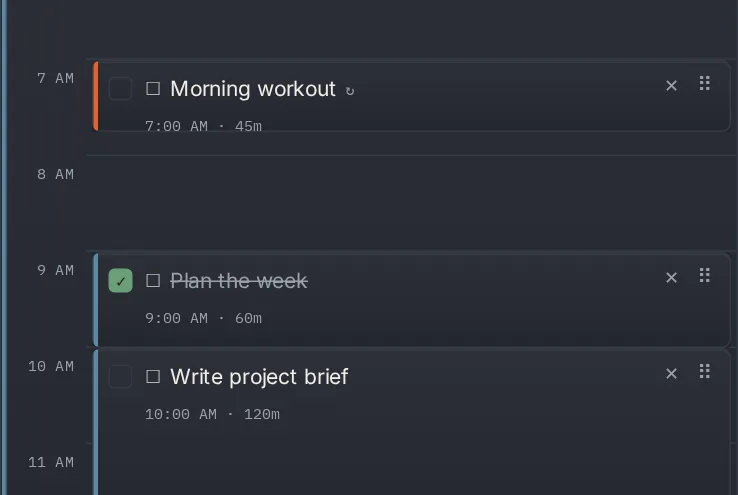 7 AM
Morning workout ↻
7:00 AM · 45m
8 AM
9 AM
✓ Plan the week
9:00 AM · 60m
10 AM
Write project brief
10:00 AM · 120m
11 AM